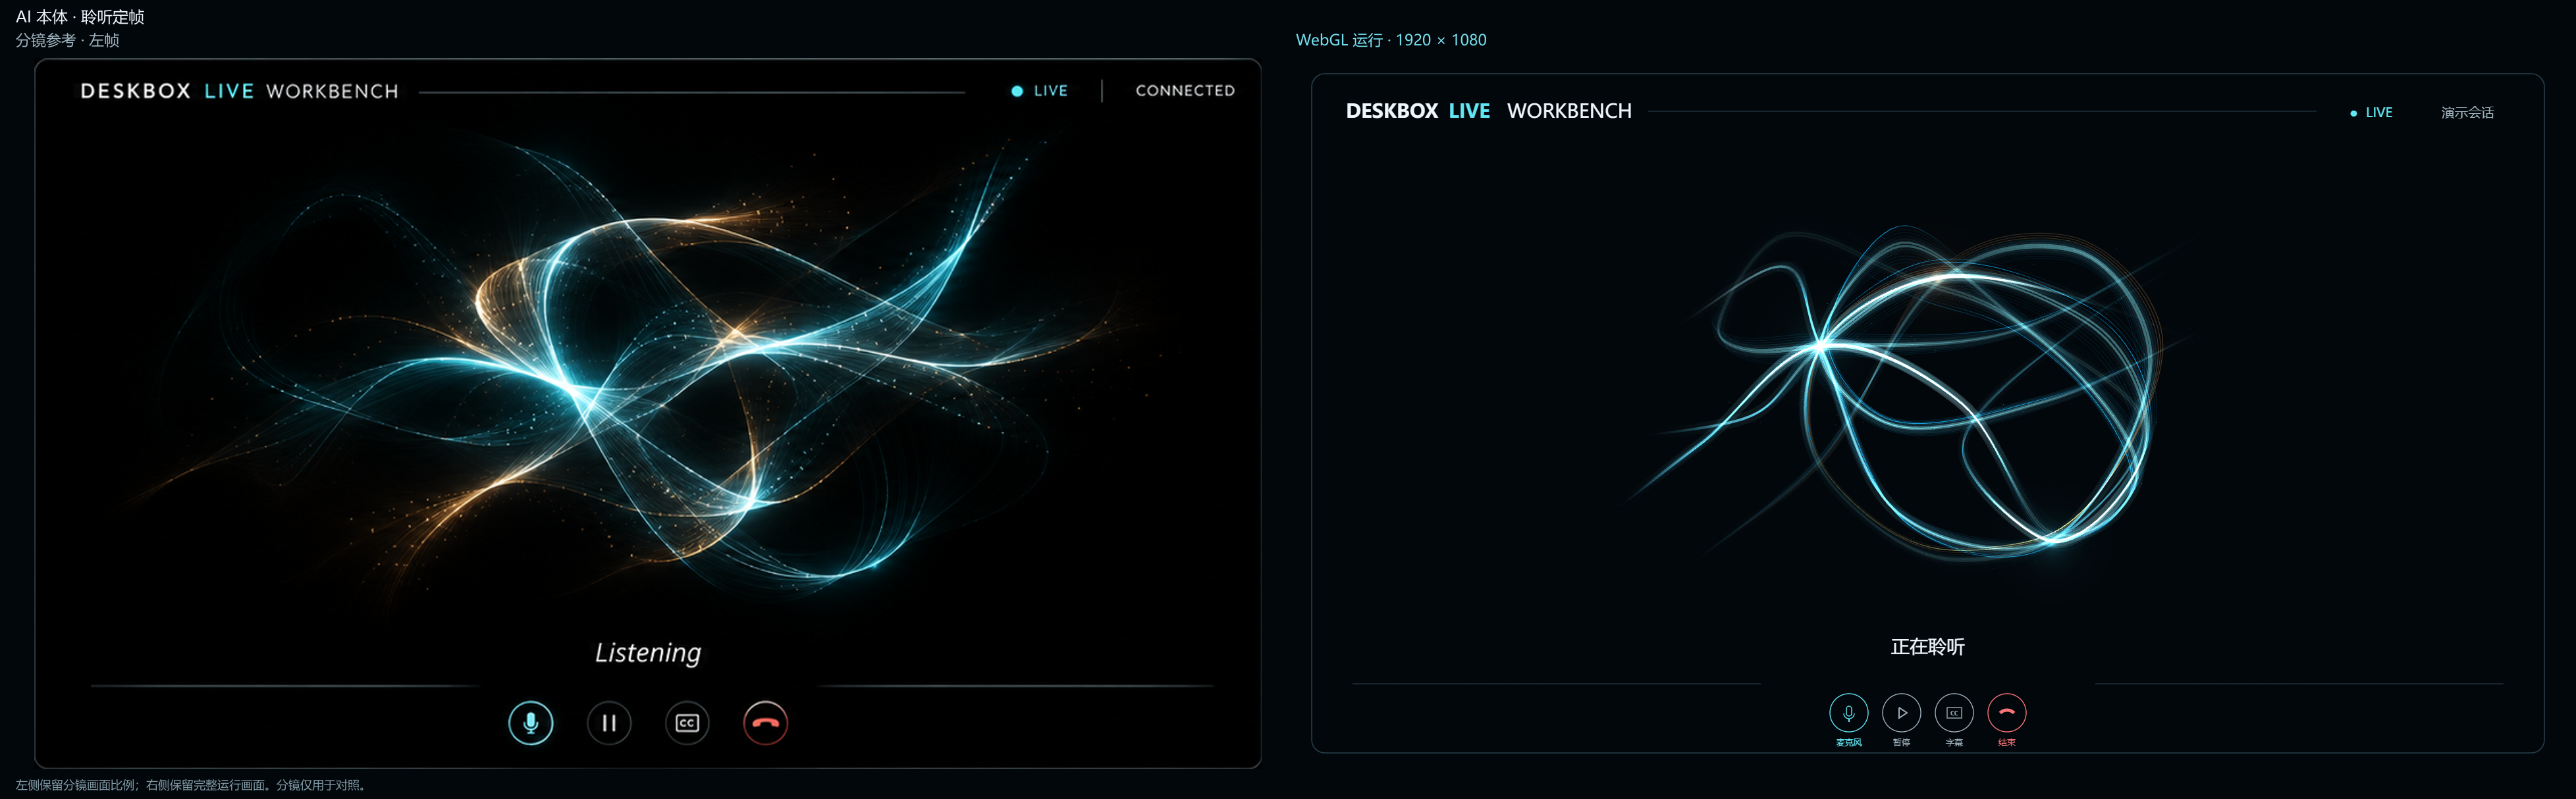 AI 本体 · 聆听定帧
分镜参考 · 左帧
DESKBOX LIVE WORKBENCH
LIVE
CONNECTED
Listening
CC
左侧保留分镜画面比例；右侧保留完整运行画面。分镜仅用于对照。
WebGL 运行 · 1920 × 1080
DESKBOX LIVE WORKBENCH
LIVE
演示会话
正在聆听
CC
麦克风
暂停
字幕
结束